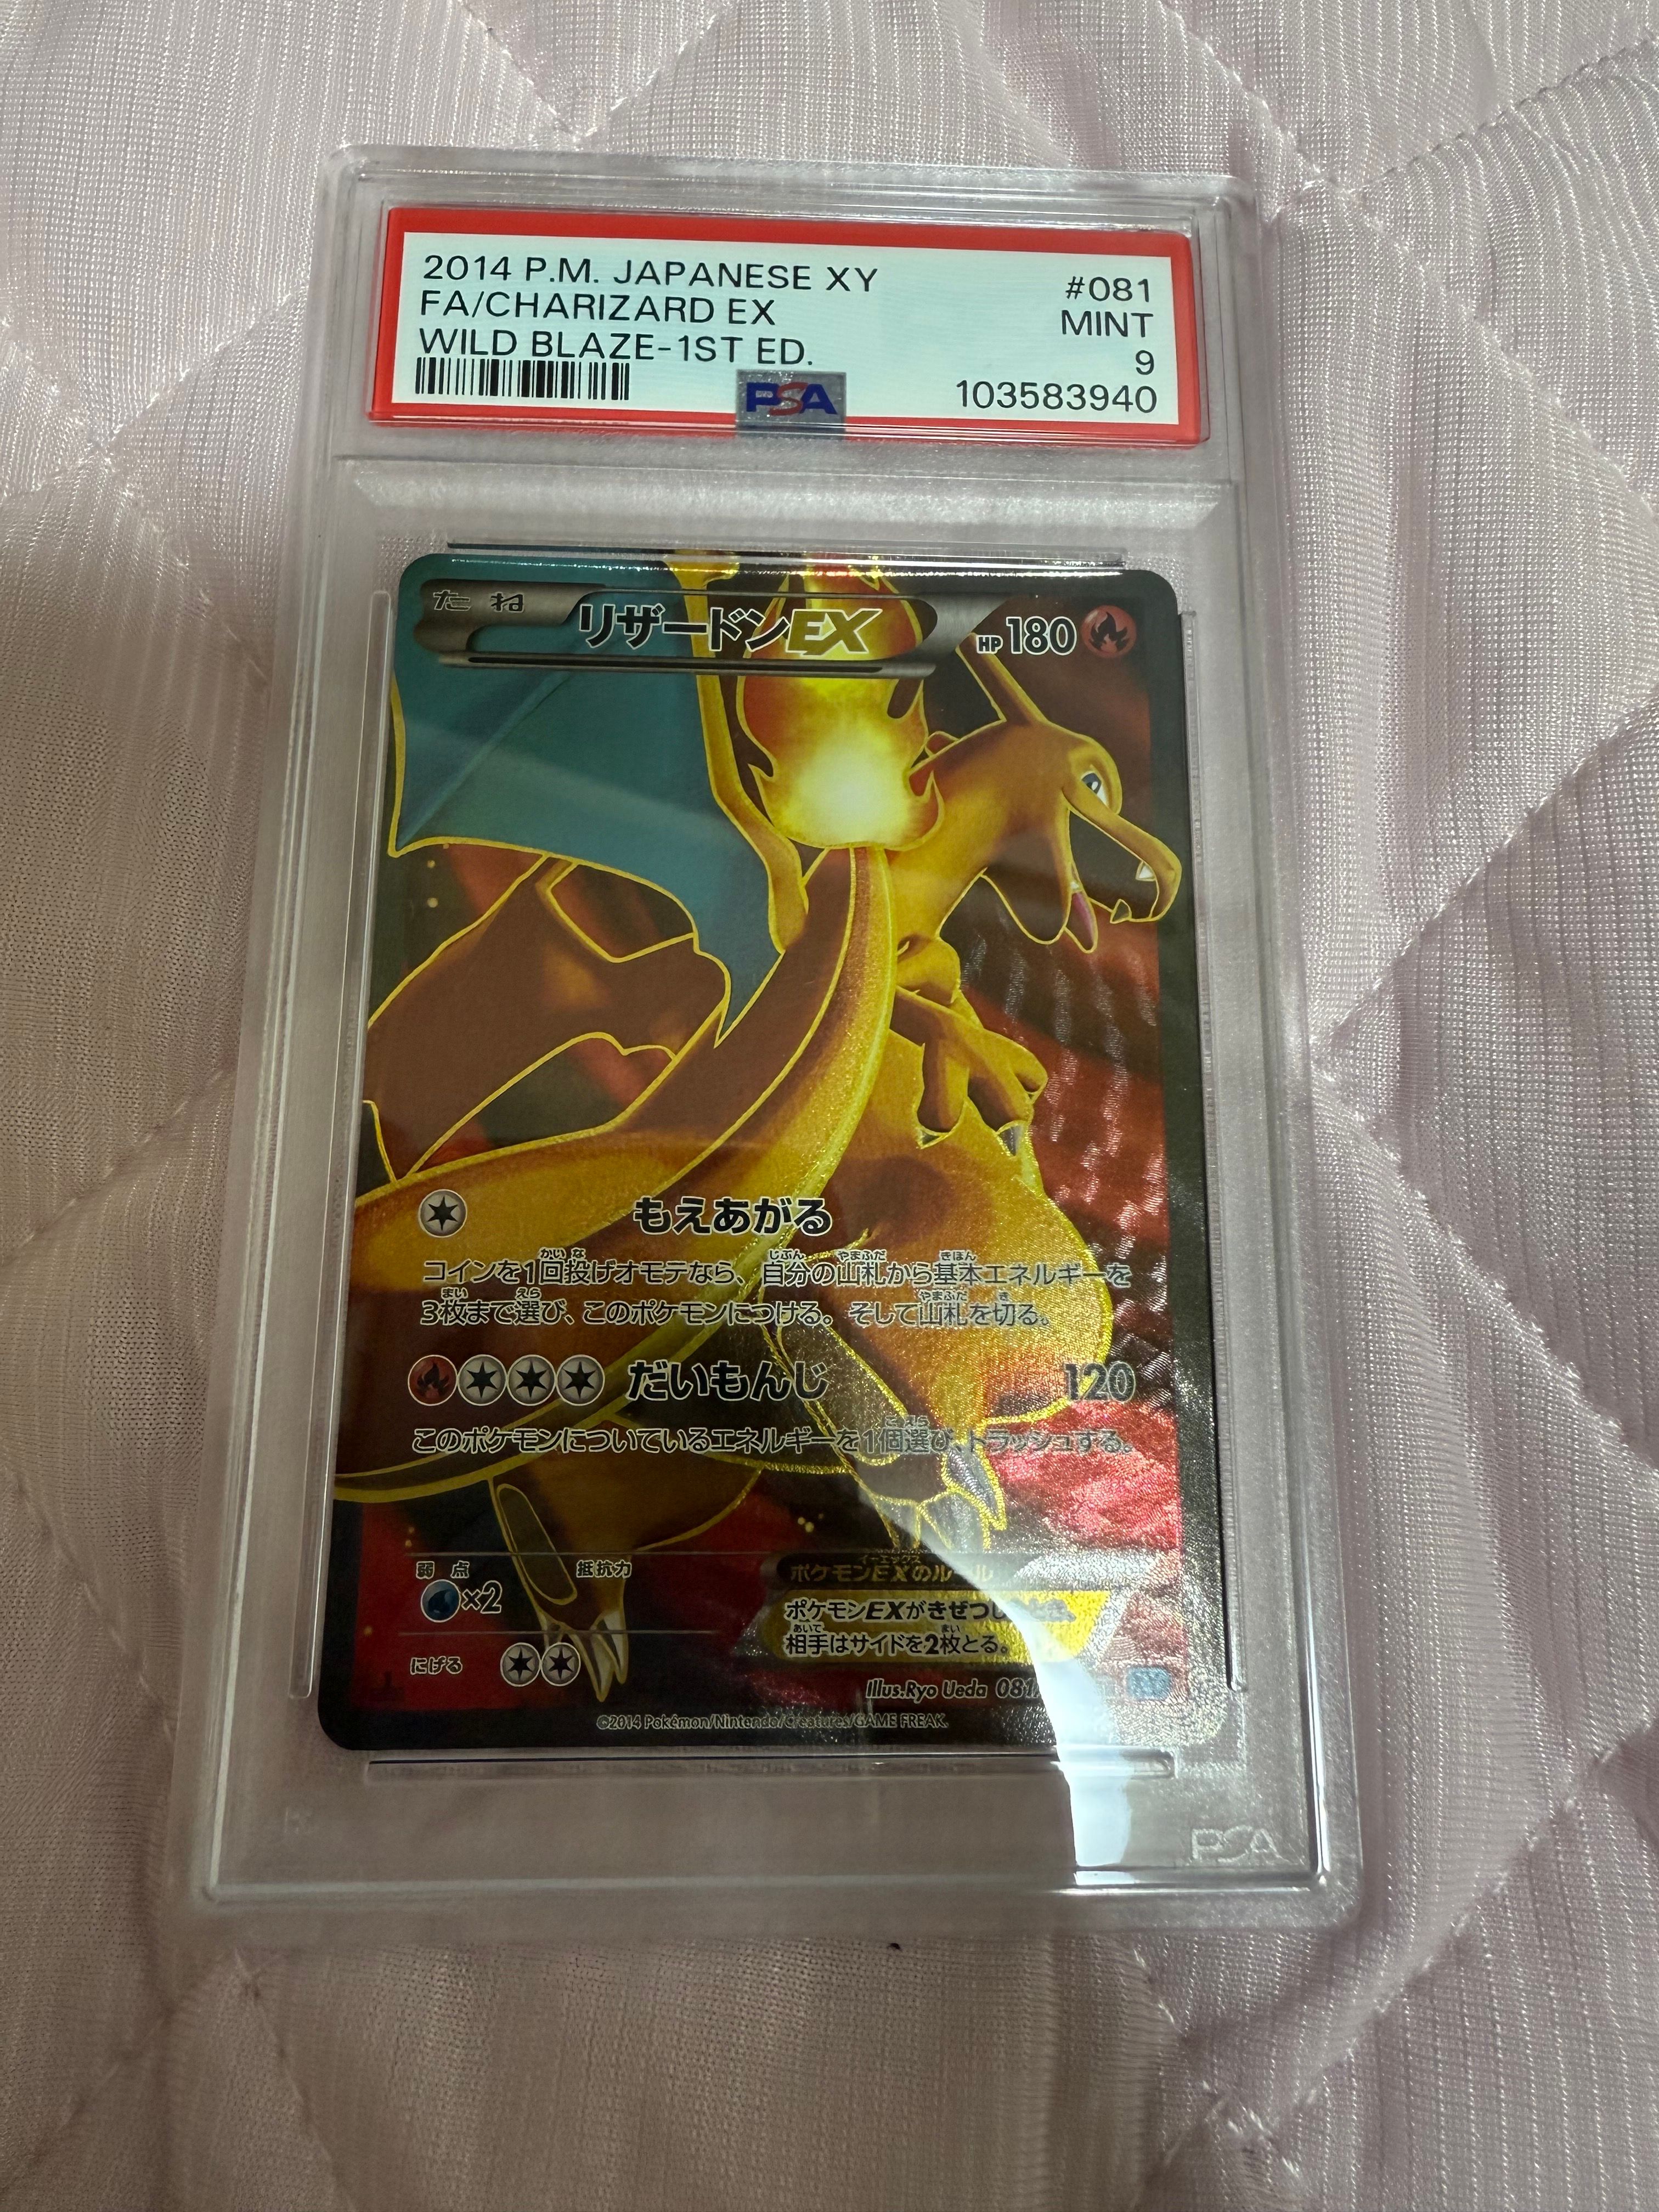 2014 P.M. JAPANESE XY #081
FA/CHARIZARD EX MINT
WILD BLAZE-1ST ED. 9
PSA 103583940
たね リザードンEX HP180
もえあがる
コインを1回投げオモテなら、自分の山札から基本エネルギーを
3枚まで選び、このポケモンにつける。そして山札を切る。
だいもんじ 120
このポケモンについているエネルギーを1個選び、トラッシュする。
弱点 抵抗力
×2
にげる
ポケモンEXのルール
ポケモンEXがきぜつしたとき、
相手はサイドを2枚とる。
Illus.Ryo Ueda 081/
©2014 Pokémon/Nintendo/Creatures/GAME FREAK.
PSA